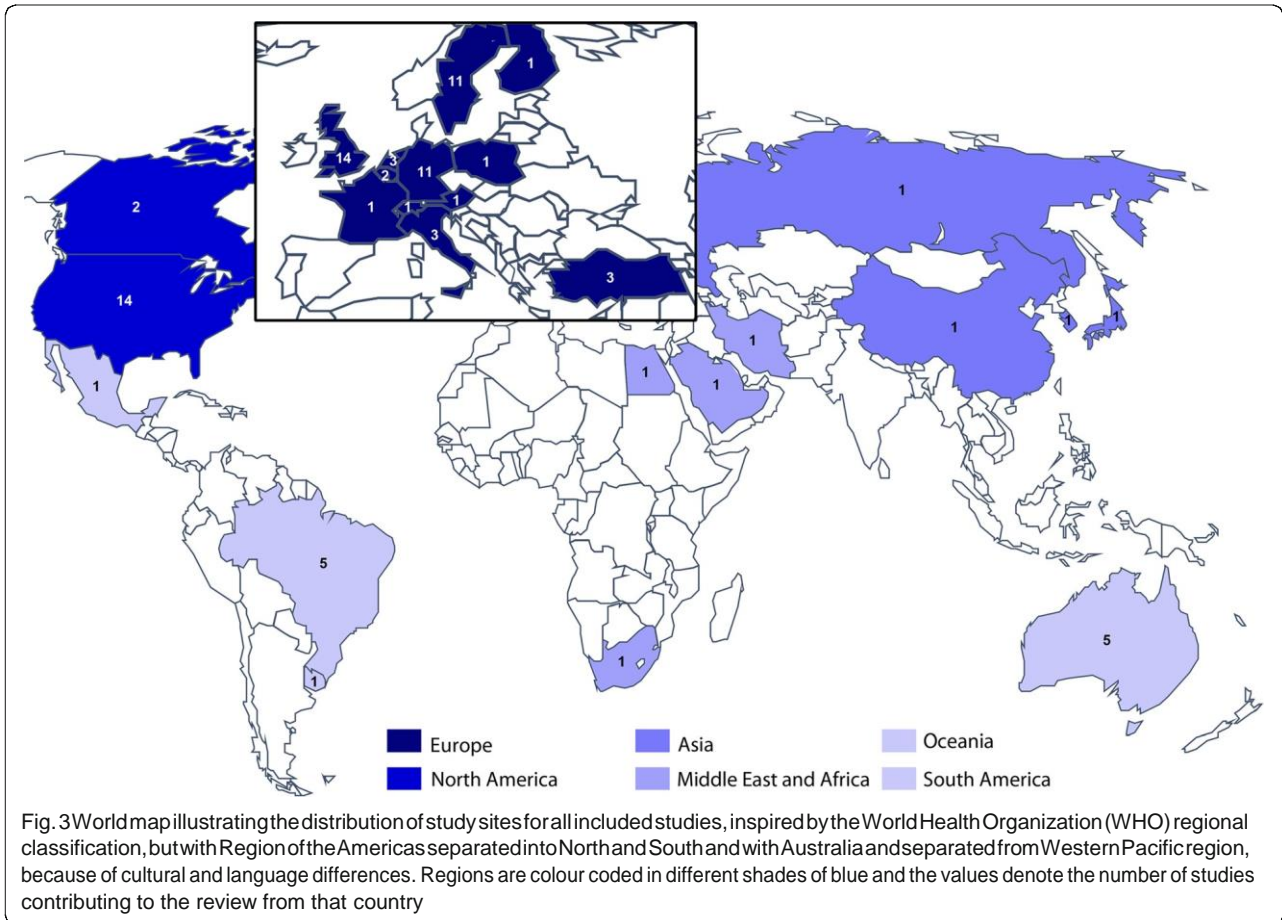 11
1
14
3
2
11
1
1
1
1
3
3
2
14
1
5
1
1
1
1
1
1
1
1
1
5
Europe
Asia
Oceania
North America
Middle East and Africa
South America
Fig. 3 World map illustrating the distribution of study sites for all included studies, inspired by the World Health Organization (WHO) regional
classification, but with Region of the Americas separated into North and South and with Australia and separated from Western Pacific region,
because of cultural and language differences. Regions are colour coded in different shades of blue and the values denote the number of studies
contributing to the review from that country